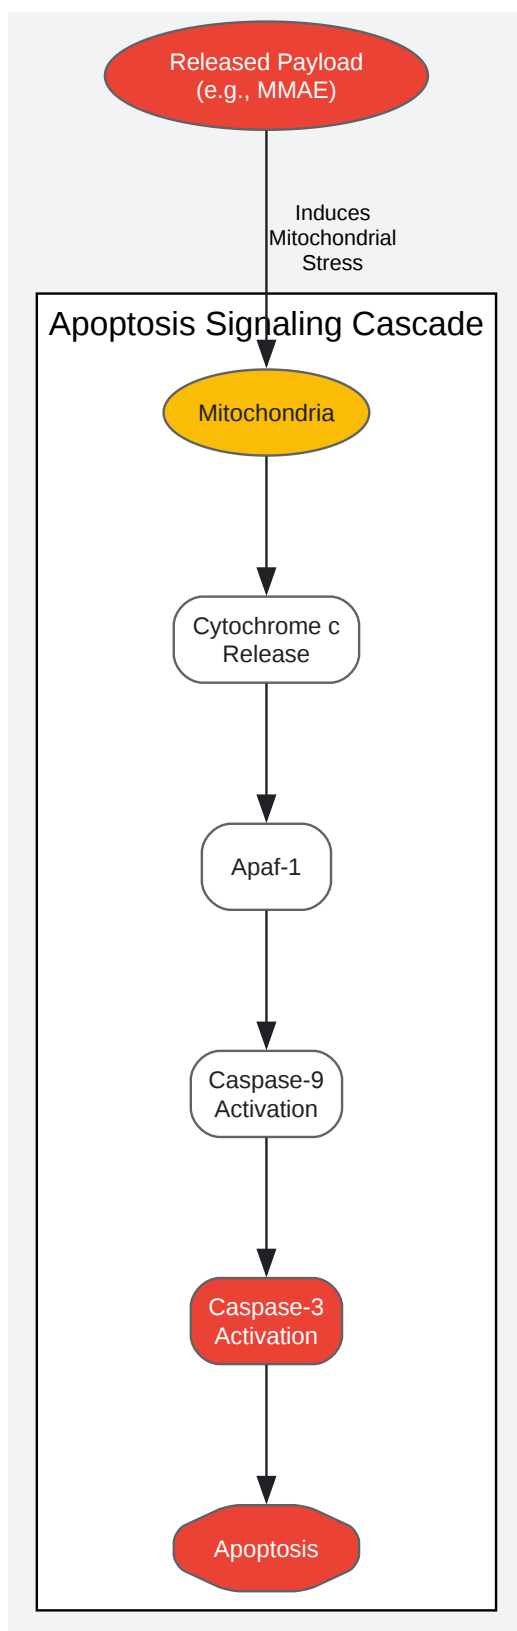 Released Payload
(e.g., MMAE)
Induces
Mitochondrial
Stress
Apoptosis Signaling Cascade
Mitochondria
Cytochrome c
Release
Apaf-1
Caspase-9
Activation
Caspase-3
Activation
Apoptosis